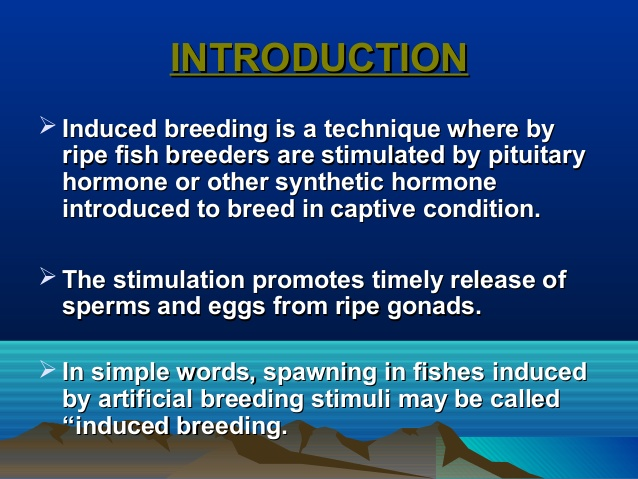 INTRODUCTION
Induced breeding is a technique where by
ripe fish breeders are stimulated by pituitary
hormone or other synthetic hormone
introduced to breed in captive condition.
The stimulation promotes timely release of
sperms and eggs from ripe gonads.
In simple words, spawning in fishes induced
by artificial breeding stimuli may be called
“induced breeding.